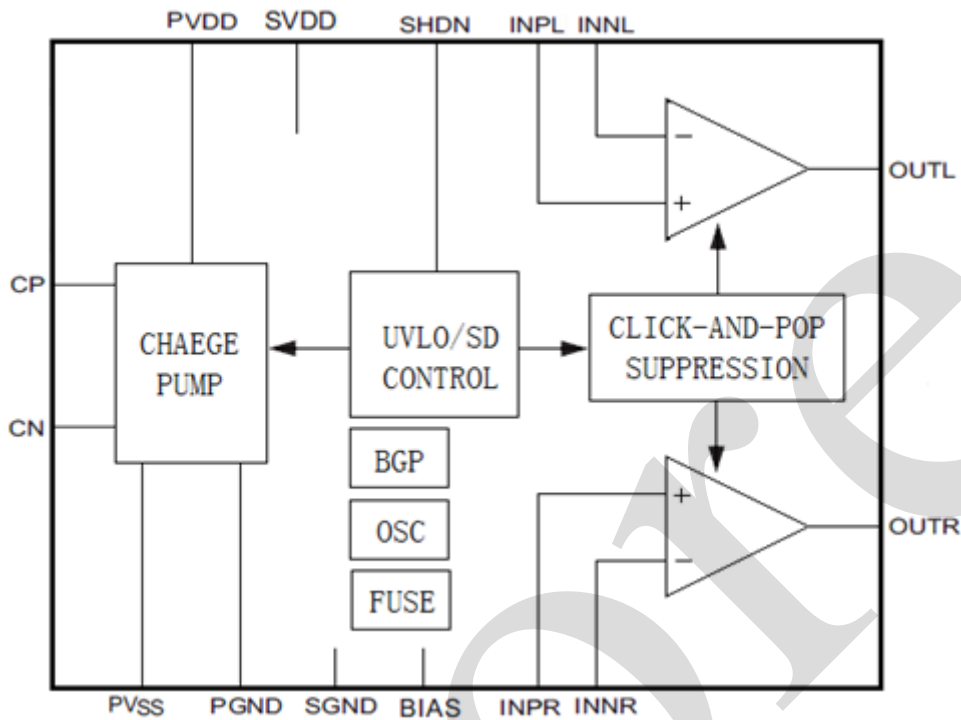 PVDD SVDD SHDN INPL INNL
−
OUTL
+
CP
CHAEGE
PUMP
UVLO/SD
CONTROL
CLICK-AND-POP
SUPPRESSION
CN
BGP
+
OSC
OUTR
−
FUSE
PVSS PGND SGND BIAS INPR INNR